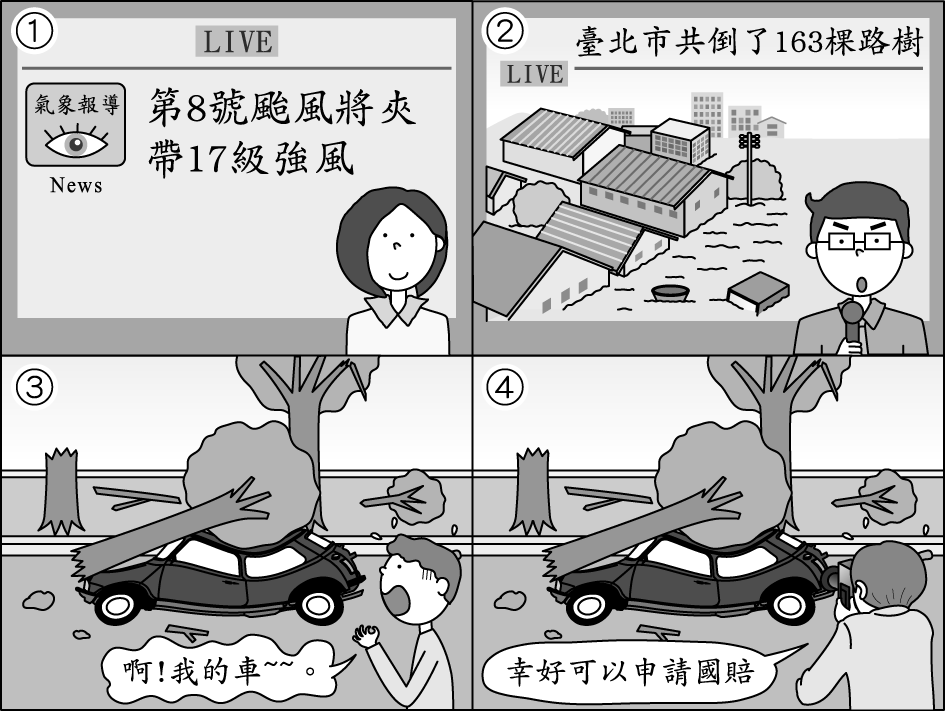 ①
LIVE
氣象報導
News
第8號颱風將夾
帶17級強風
②
臺北市共倒了163棵路樹
LIVE
③
啊!我的車~~。
④
幸好可以申請國賠